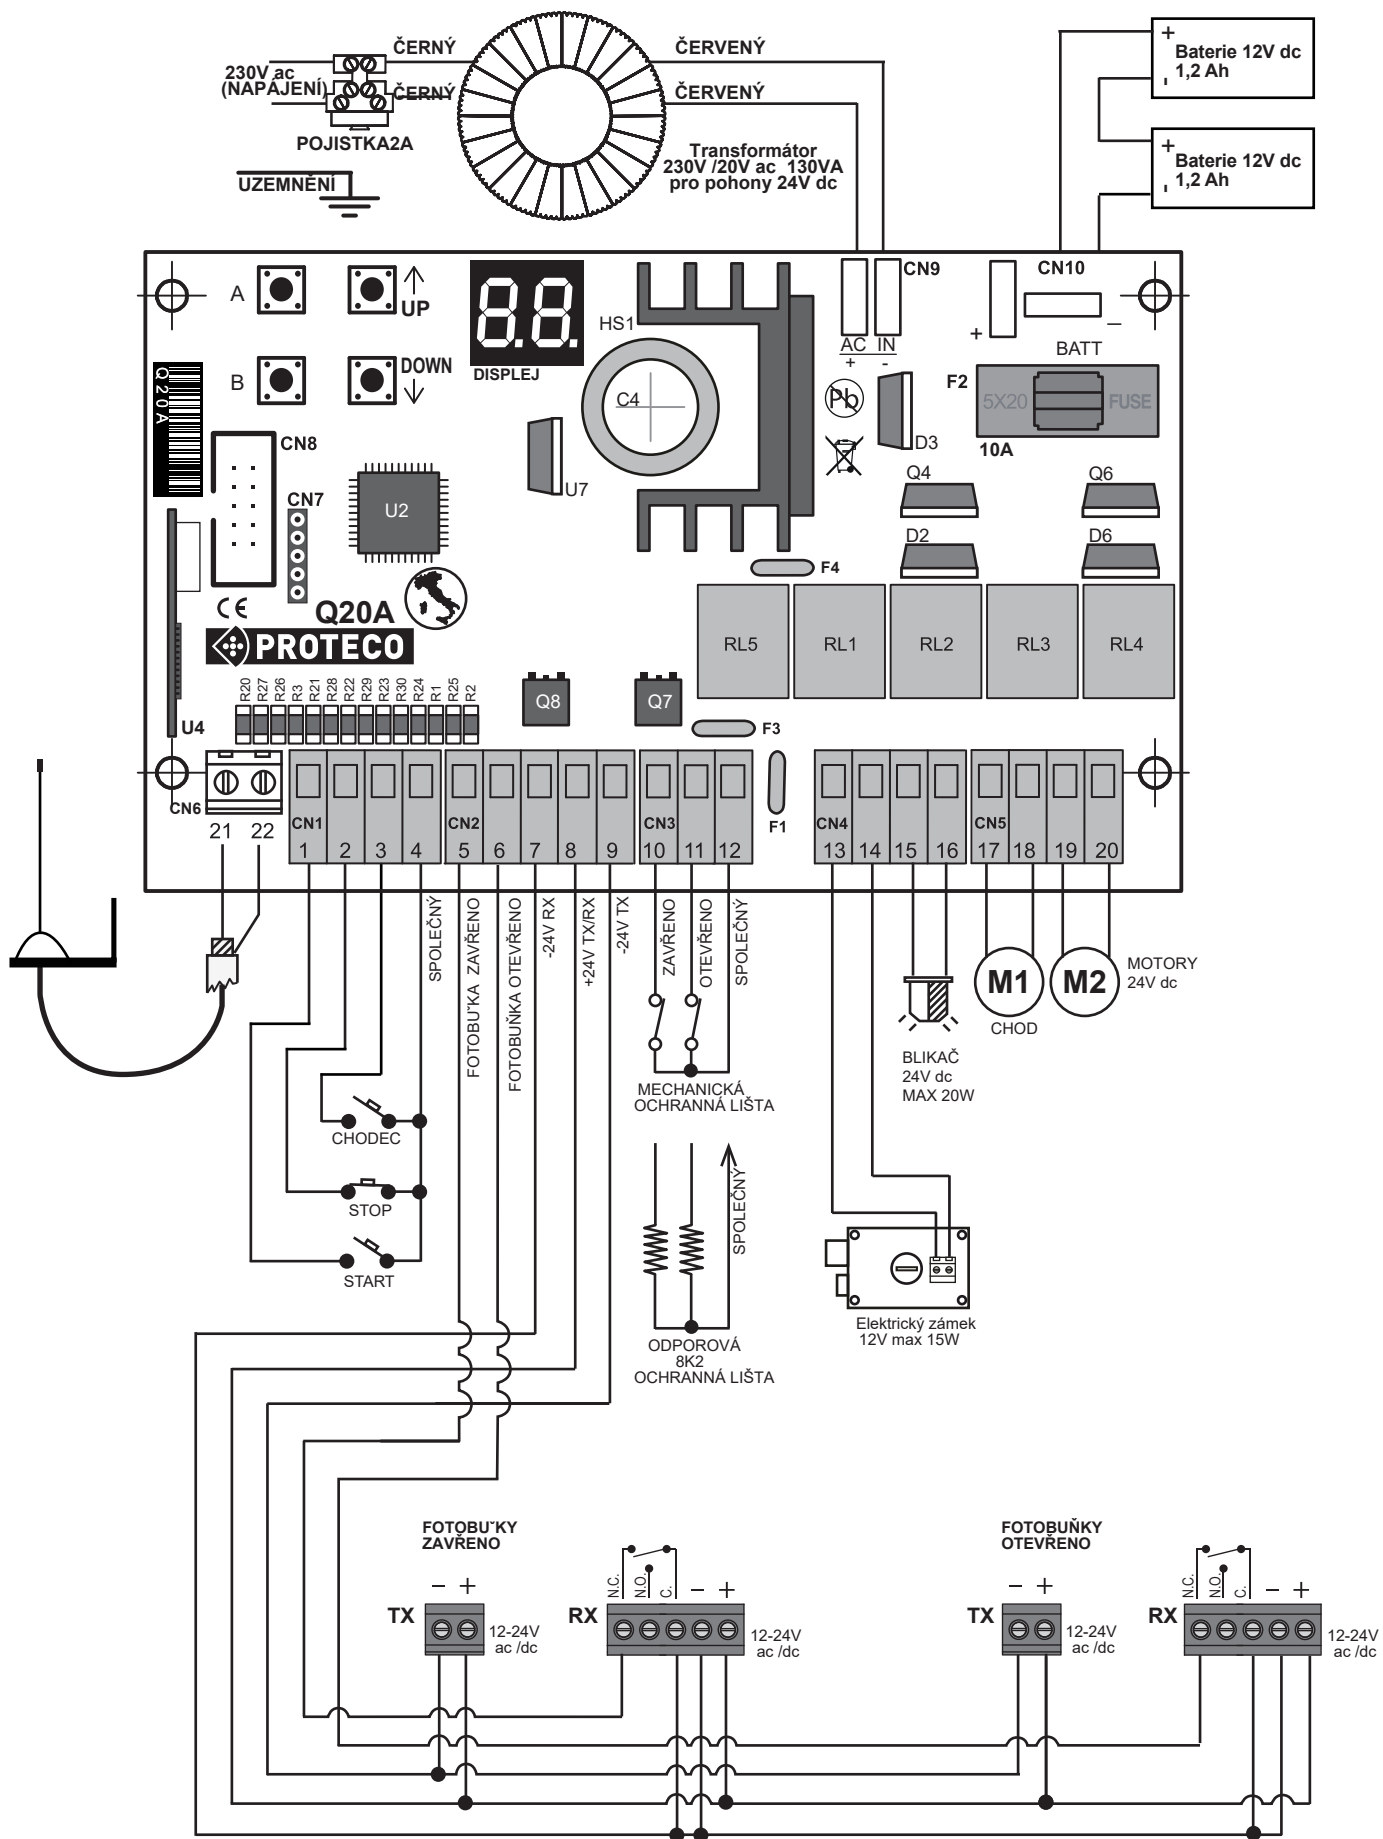 ČERNÝ
ČERVENÝ
230V ac
(NAPÁJENÍ)
ČERNÝ
ČERVENÝ
POJISTKA2A
UZEMNĚNÍ
Transformátor
230V /20V ac 130VA
pro pohony 24V dc
+
Baterie 12V dc
-
1,2 Ah
+
Baterie 12V dc
-
1,2 Ah
A
UP
B
DOWN
8.8.
DISPLEJ
HS1
C4
CN9
AC IN
+ -
CN10
+ -
BATT
Pb
D3
F2
5X20 FUSE
10A
Q20A
CN8
CN7
U2
U7
Q4
Q6
D2
D6
F4
CE
Q20A
PROTECO
RL5
RL1
RL2
RL3
RL4
U4
R20
R27
R26
R3
R21
R28
R22
R29
R23
R30
R24
R1
R25
R2
Q8
Q7
F3
F1
CN6
21 22
CN1
1 2 3 4
CN2
5 6 7 8 9
CN3
10 11 12
CN4
13 14 15 16
CN5
17 18 19 20
SPOLEČNÝ
FOTOBUˇKA ZAVŘENO
FOTOBUŇKA OTEVŘENO
-24V RX
+24V TX/RX
-24V TX
ZAVŘENO
OTEVŘENO
SPOLEČNÝ
M1
M2
MOTORY
24V dc
CHOD
BLIKAČ
24V dc
MAX 20W
MECHANICKÁ
OCHRANNÁ LIŠTA
CHODEC
STOP
START
SPOLEČNÝ
ODPOROVÁ
8K2
OCHRANNÁ LIŠTA
Elektrický zámek
12V max 15W
FOTOBUˇKY
ZAVŘENO
- +
TX
12-24V
ac /dc
RX
N.C.
N.O.
C.
- +
12-24V
ac /dc
FOTOBUŇKY
OTEVŘENO
- +
TX
12-24V
ac /dc
RX
N.C.
N.O.
C.
- +
12-24V
ac /dc